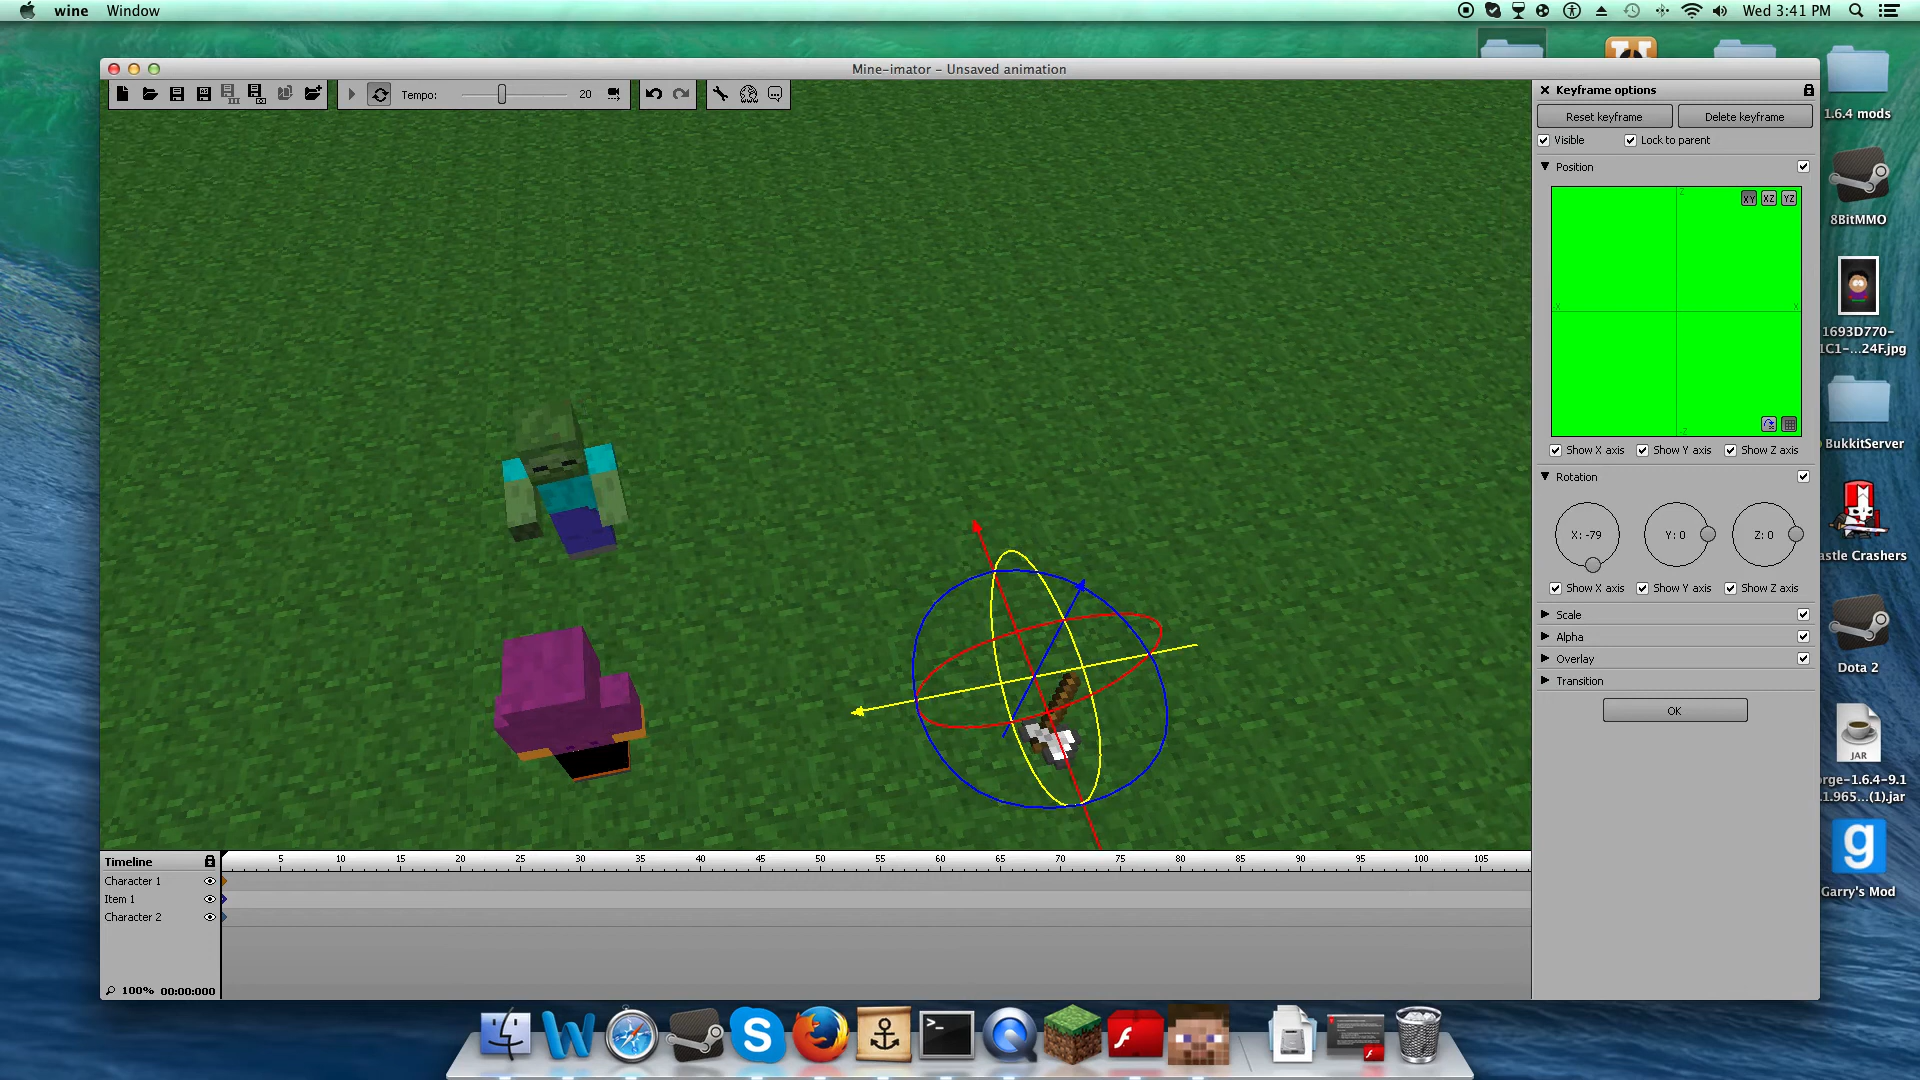 wine Window
Wed 3:41 PM
Mine-imator - Unsaved animation
Tempo: 20
Keyframe options
Reset keyframe Delete keyframe
Visible Lock to parent
Position
XY XZ YZ
Z
-X X
-Z
Show X axis Show Y axis Show Z axis
Rotation
X: -79 Y: 0 Z: 0
Show X axis Show Y axis Show Z axis
Scale
Alpha
Overlay
Transition
OK
1.6.4 mods
8BitMMO
1693D770-
1C1-...24F.jpg
BukkitServer
astle Crashers
Dota 2
JAR
rge-1.6.4-9.1
.1.965...(1).jar
g
Garry's Mod
Timeline 5 10 15 20 25 30 35 40 45 50 55 60 65 70 75 80 85 90 95 100 105
Character 1
Item 1
Character 2
100% 00:00:000